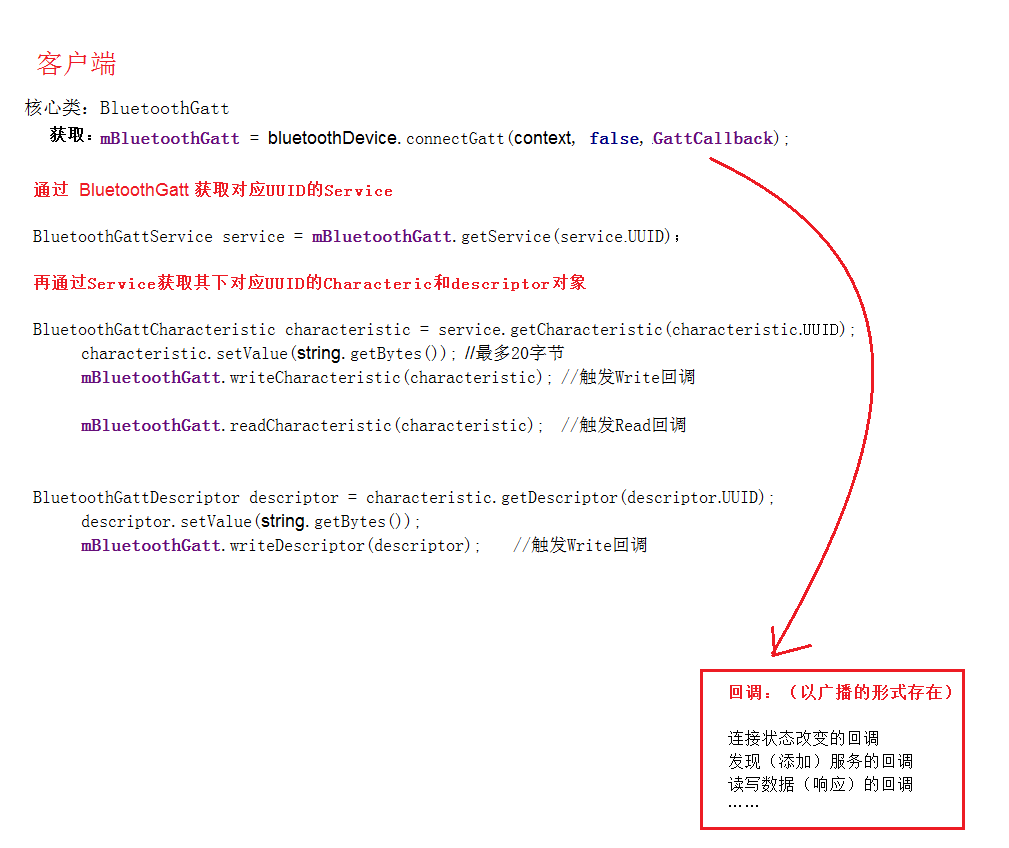 客户端
核心类：BluetoothGatt
获取：mBluetoothGatt = bluetoothDevice.connectGatt(context, false, GattCallback);
通过 BluetoothGatt 获取对应UUID的Service
BluetoothGattService service = mBluetoothGatt.getService(service.UUID)；
再通过Service获取其下对应UUID的Characteric和descriptor对象
BluetoothGattCharacteristic characteristic = service.getCharacteristic(characteristic.UUID);
characteristic.setValue(string.getBytes()); //最多20字节
mBluetoothGatt.writeCharacteristic(characteristic); //触发Write回调
mBluetoothGatt.readCharacteristic(characteristic); //触发Read回调
BluetoothGattDescriptor descriptor = characteristic.getDescriptor(descriptor.UUID);
descriptor.setValue(string.getBytes());
mBluetoothGatt.writeDescriptor(descriptor); //触发Write回调
回调：（以广播的形式存在）
连接状态改变的回调
发现（添加）服务的回调
读写数据（响应）的回调
……